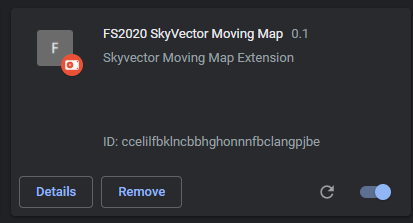 F
FS2020 SkyVector Moving Map 0.1
Skyvector Moving Map Extension
ID: ccelilfbklncbbhghonnnfbclangpjbe
Details Remove